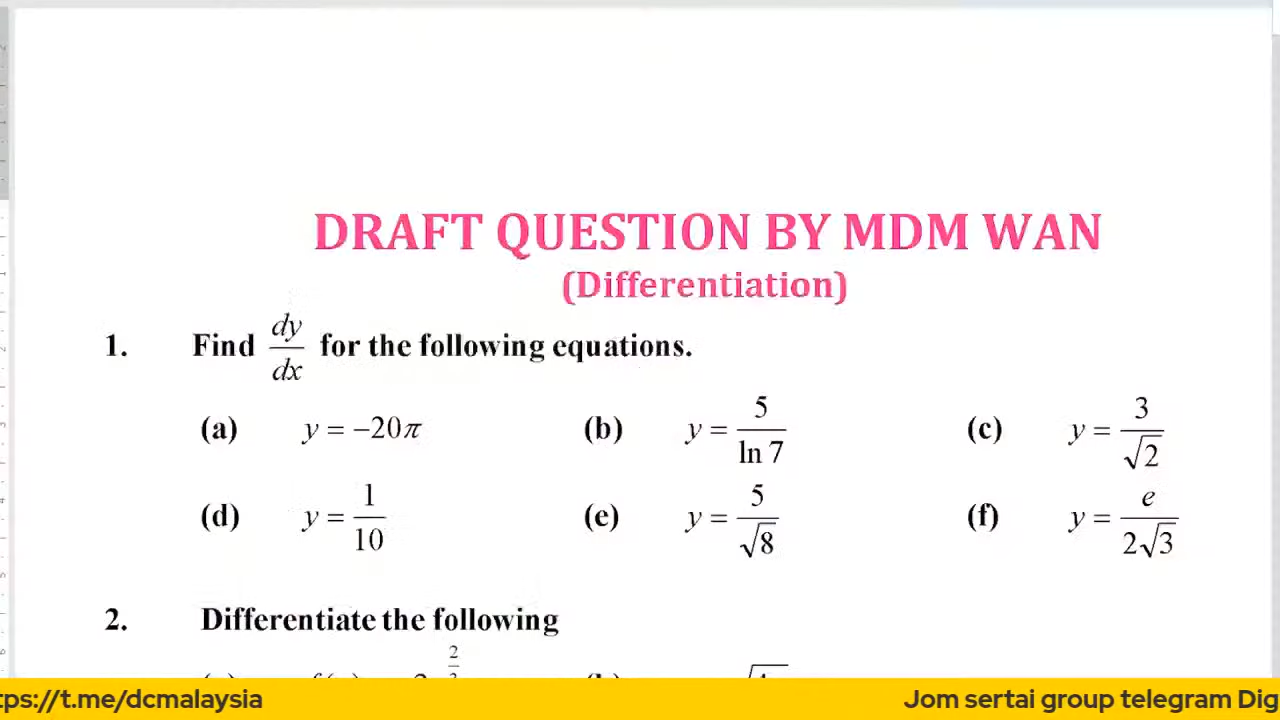 DRAFT QUESTION BY MDM WAN
(Differentiation)
1. Find dy/dx for the following equations.
(a) y = −20π (b) y = 5/ln 7 (c) y = 3/√2
(d) y = 1/10 (e) y = 5/√8 (f) y = e/2√3
2. Differentiate the following
tps://t.me/dcmalaysia Jom sertai group telegram Dig